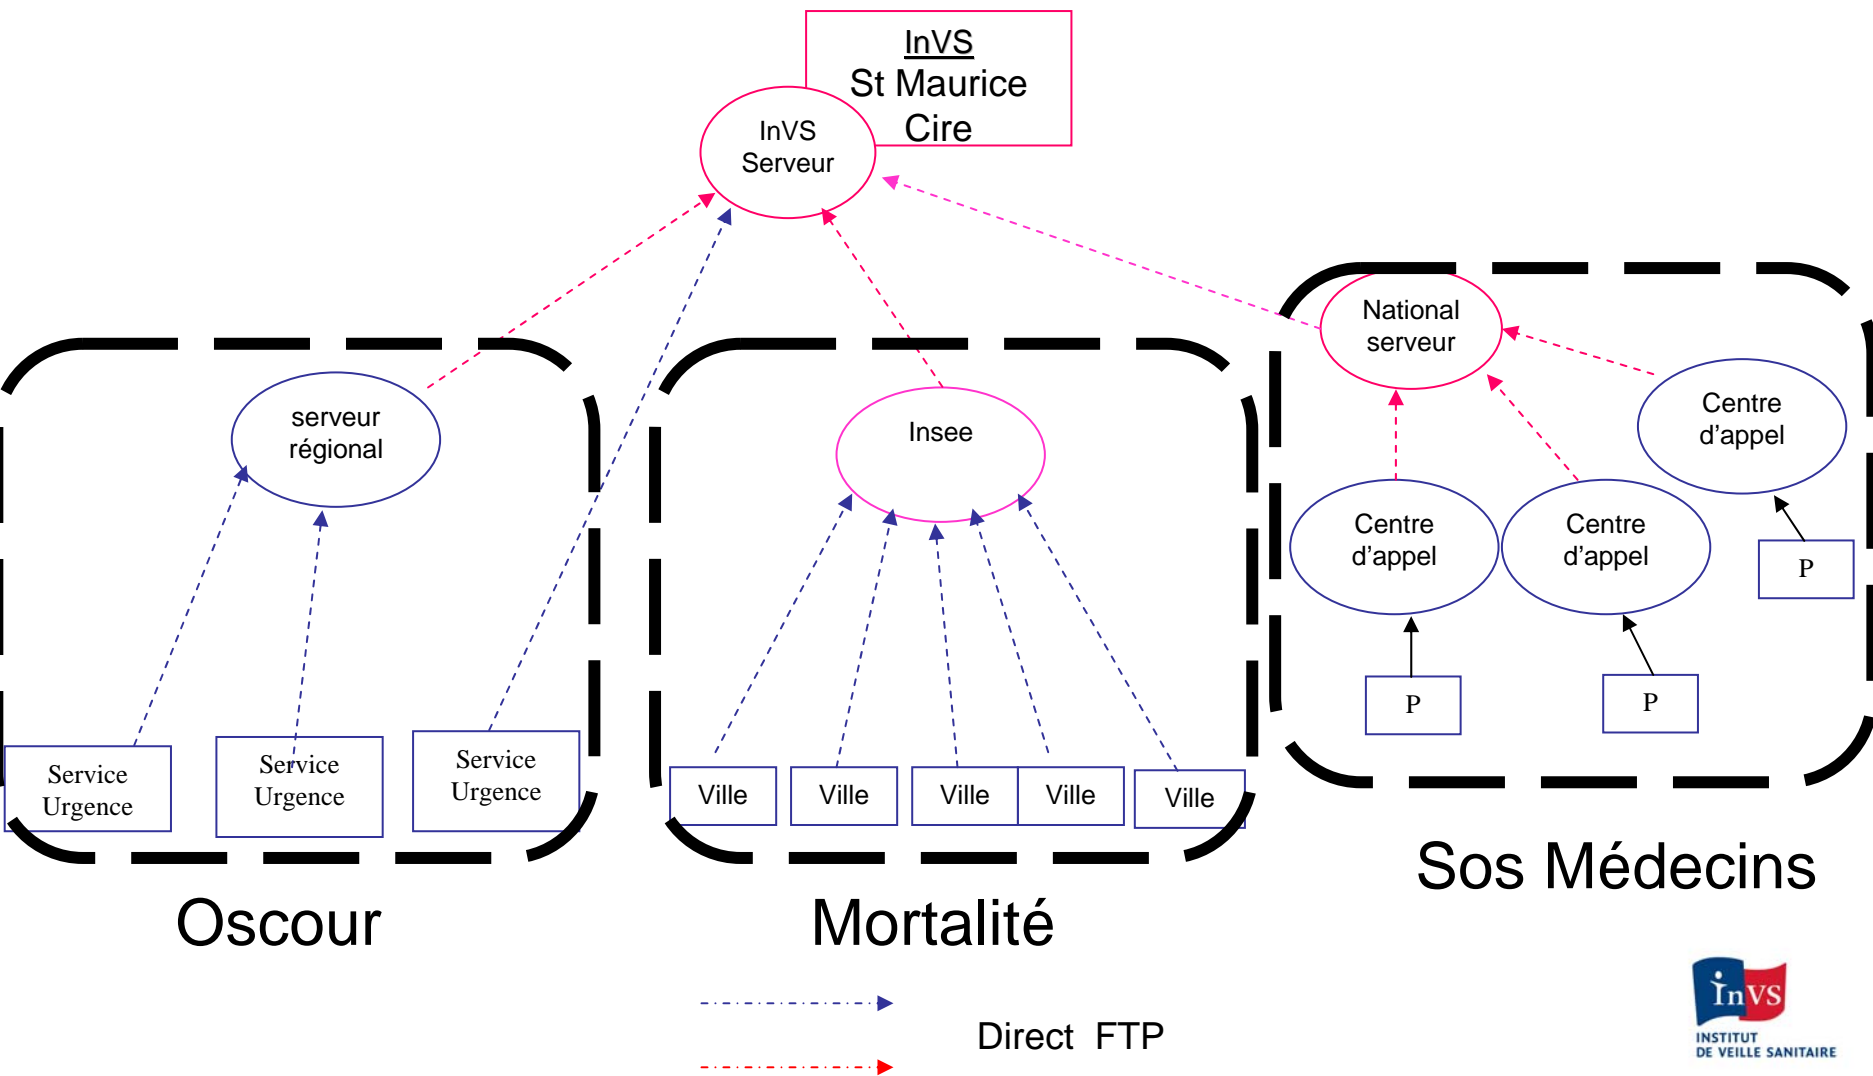 InVS
St Maurice
Cire
InVS
Serveur
National
serveur
Centre
d'appel
serveur
régional
Insee
Centre
d'appel
Centre
d'appel
P
P
P
Service
Urgence
Service
Urgence
Service
Urgence
Ville
Ville
Ville
Ville
Ville
Oscour
Mortalité
Sos Médecins
Direct FTP
InVS
INSTITUT
DE VEILLE SANITAIRE